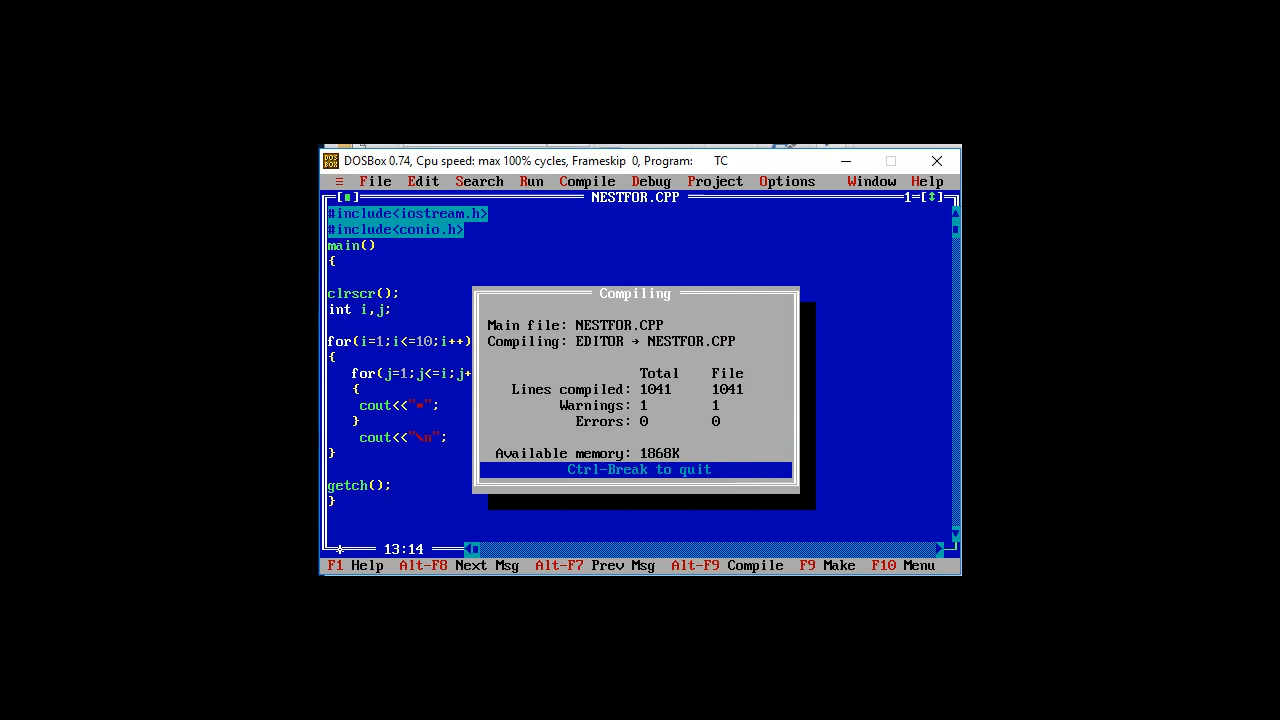 DOSBox 0.74, Cpu speed: max 100% cycles, Frameskip 0, Program: TC
≡ File Edit Search Run Compile Debug Project Options Window Help
[■] NESTFOR.CPP 1=[↕]
#include<iostream.h>
#include<conio.h>
main()
{
clrscr();
int i,j;
for(i=1;i<=10;i++)
{
for(j=1;j<=i;j+
{
cout<<"*";
}
cout<<"\n";
}
getch();
}
Compiling
Main file: NESTFOR.CPP
Compiling: EDITOR → NESTFOR.CPP
Total File
Lines compiled: 1041 1041
Warnings: 1 1
Errors: 0 0
Available memory: 1868K
Ctrl-Break to quit
13:14
F1 Help Alt-F8 Next Msg Alt-F7 Prev Msg Alt-F9 Compile F9 Make F10 Menu